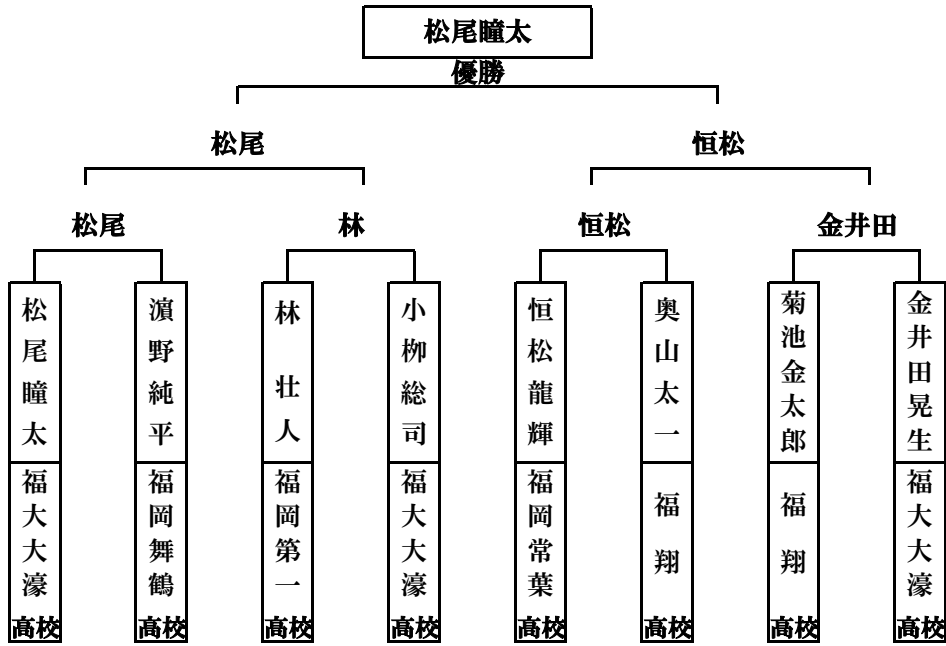 松尾瞳太
優勝
松尾
恒松
松尾
林
恒松
金井田
松尾瞳太
福大大濠
高校
濵野純平
福岡舞鶴
高校
林 壮人
福岡第一
高校
小栁総司
福大大濠
高校
恒松龍輝
福岡常葉
高校
奥山太一
福翔
高校
菊池金太郎
福翔
高校
金井田晃生
福大大濠
高校